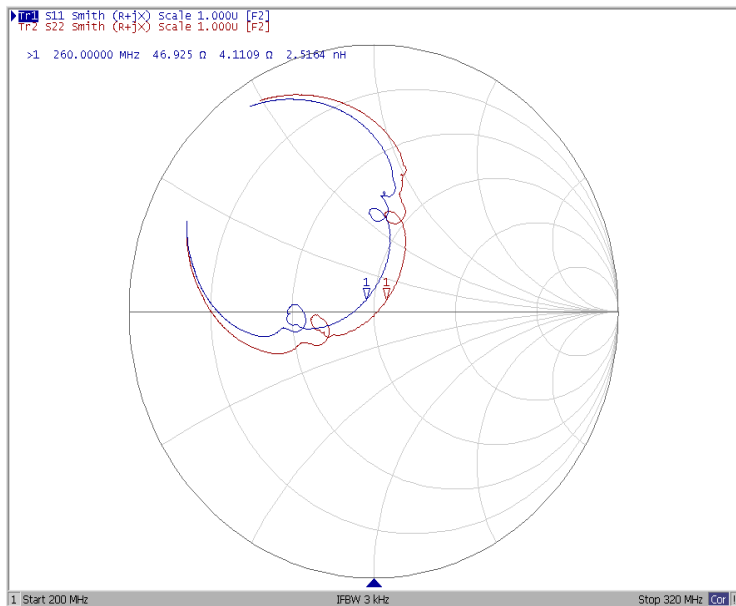 Tr1 S11 Smith (R+jX) Scale 1.000U [F2]
Tr2 S22 Smith (R+jX) Scale 1.000U [F2]
>1 260.00000 MHz 46.925 Ω 4.1109 Ω 2.5164 nH
1 1
1 Start 200 MHz IFBW 3 kHz Stop 320 MHz Cor